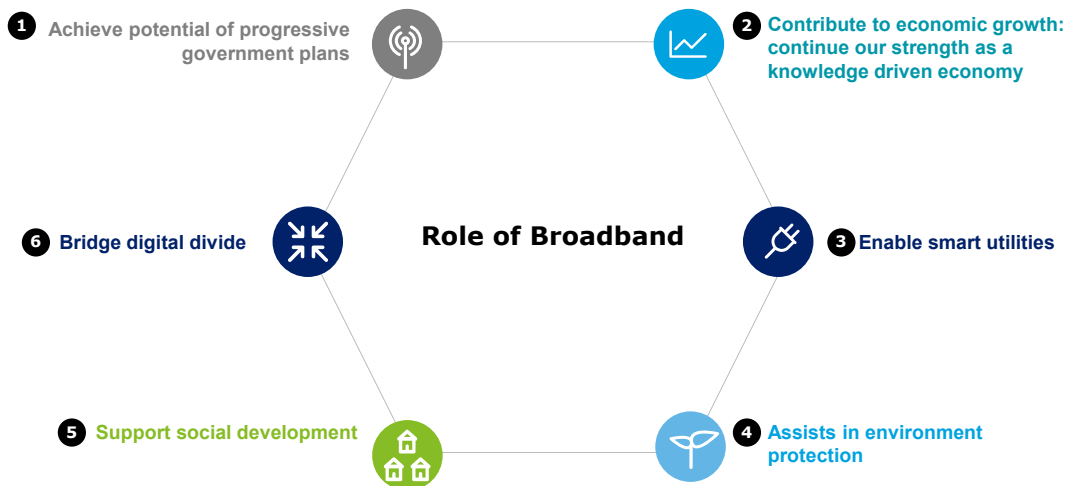 1 Achieve potential of progressive
government plans
2 Contribute to economic growth:
continue our strength as a
knowledge driven economy
6 Bridge digital divide
Role of Broadband
3 Enable smart utilities
5 Support social development
4 Assists in environment
protection